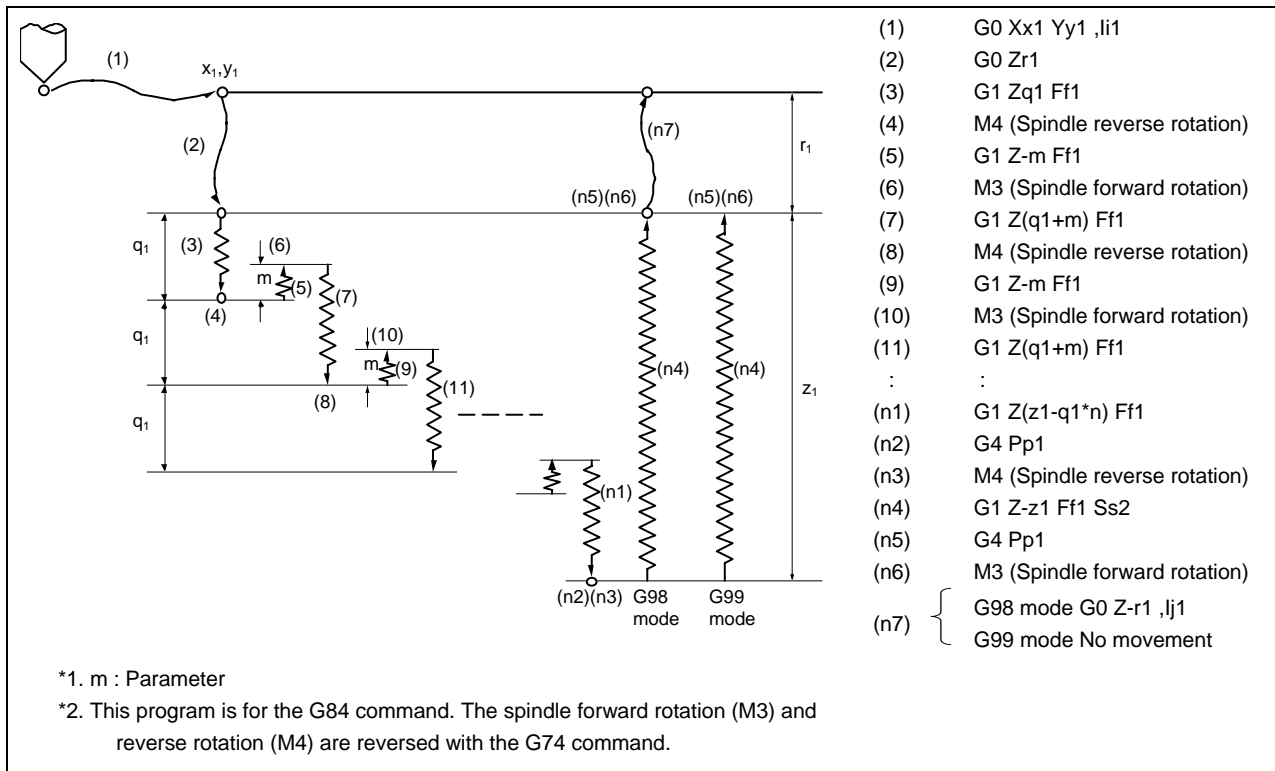 (1)
x₁,y₁
(2)
(n7)
r₁
(n5)(n6)
(n5)(n6)
q₁
(3)
(6)
m
(5)
(7)
(4)
q₁
(10)
m
(9)
(11)
(8)
q₁
(n4)
(n4)
z₁
(n1)
(n2)(n3)
G98
mode
G99
mode
(1) G0 Xx1 Yy1 ,Ii1
(2) G0 Zr1
(3) G1 Zq1 Ff1
(4) M4 (Spindle reverse rotation)
(5) G1 Z-m Ff1
(6) M3 (Spindle forward rotation)
(7) G1 Z(q1+m) Ff1
(8) M4 (Spindle reverse rotation)
(9) G1 Z-m Ff1
(10) M3 (Spindle forward rotation)
(11) G1 Z(q1+m) Ff1
: :
(n1) G1 Z(z1-q1*n) Ff1
(n2) G4 Pp1
(n3) M4 (Spindle reverse rotation)
(n4) G1 Z-z1 Ff1 Ss2
(n5) G4 Pp1
(n6) M3 (Spindle forward rotation)
(n7) G98 mode G0 Z-r1 ,Ij1
G99 mode No movement
*1. m : Parameter
*2. This program is for the G84 command. The spindle forward rotation (M3) and
reverse rotation (M4) are reversed with the G74 command.